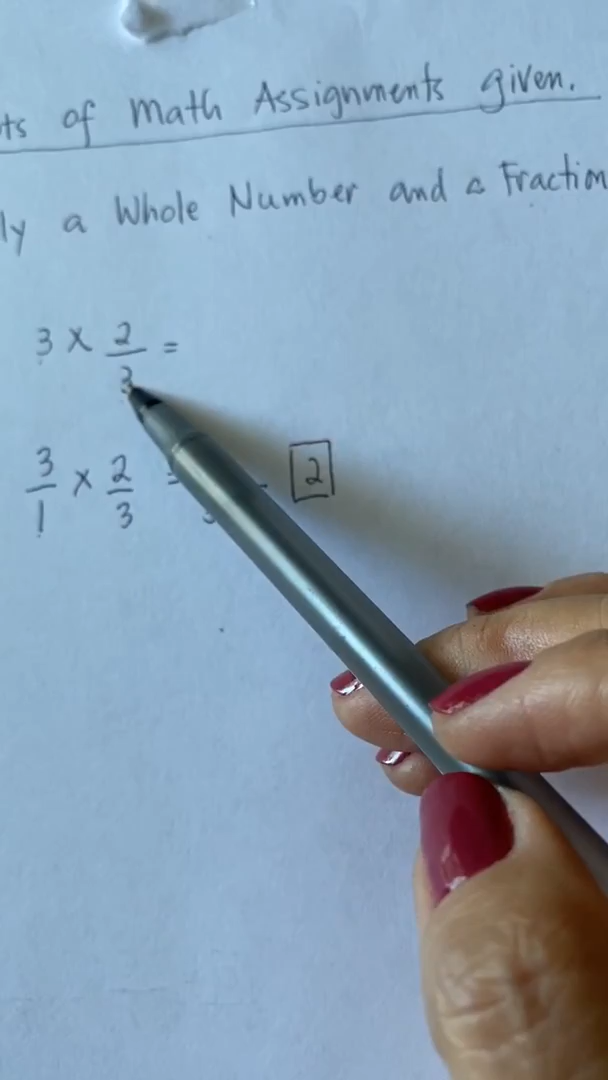 ts of Math Assignments given.
ly a Whole Number and a Fraction
3 × 2/3 =
3/1 × 2/3 = 2